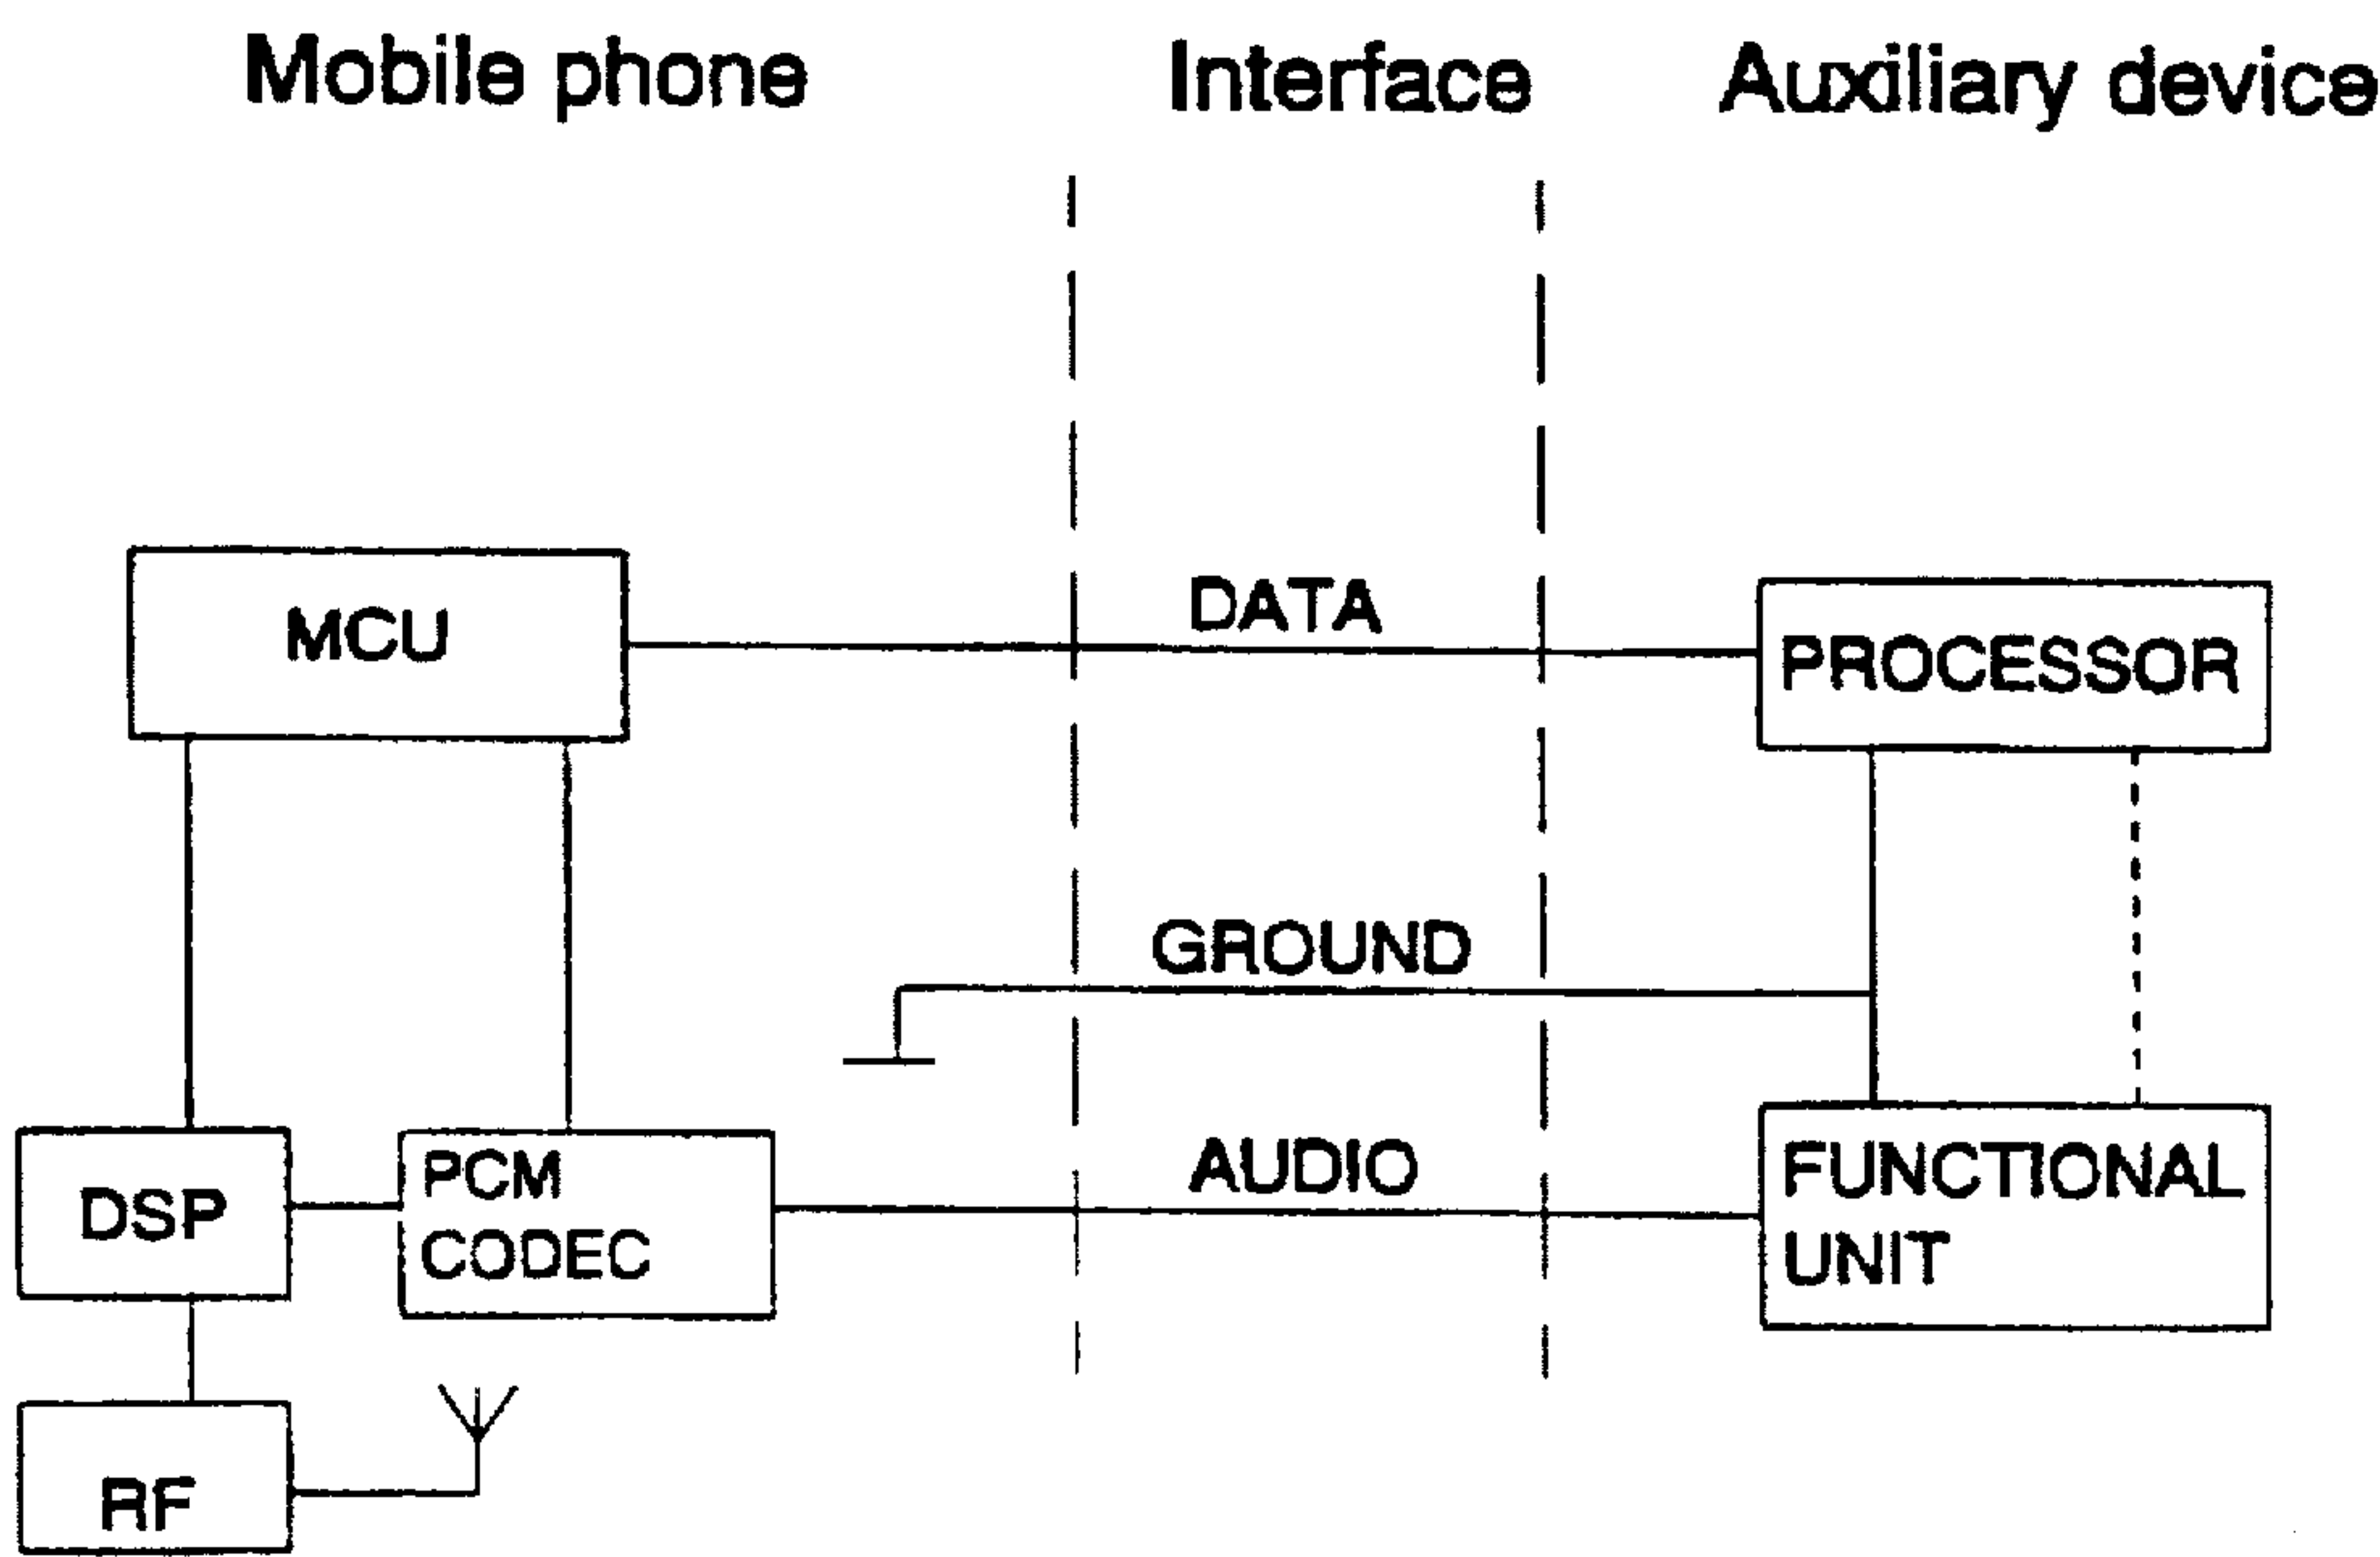 Mobile phone
Interface
Auxiliary device
MCU
DATA
PROCESSOR
GROUND
DSP
PCM
CODEC
AUDIO
FUNCTIONAL
UNIT
RF